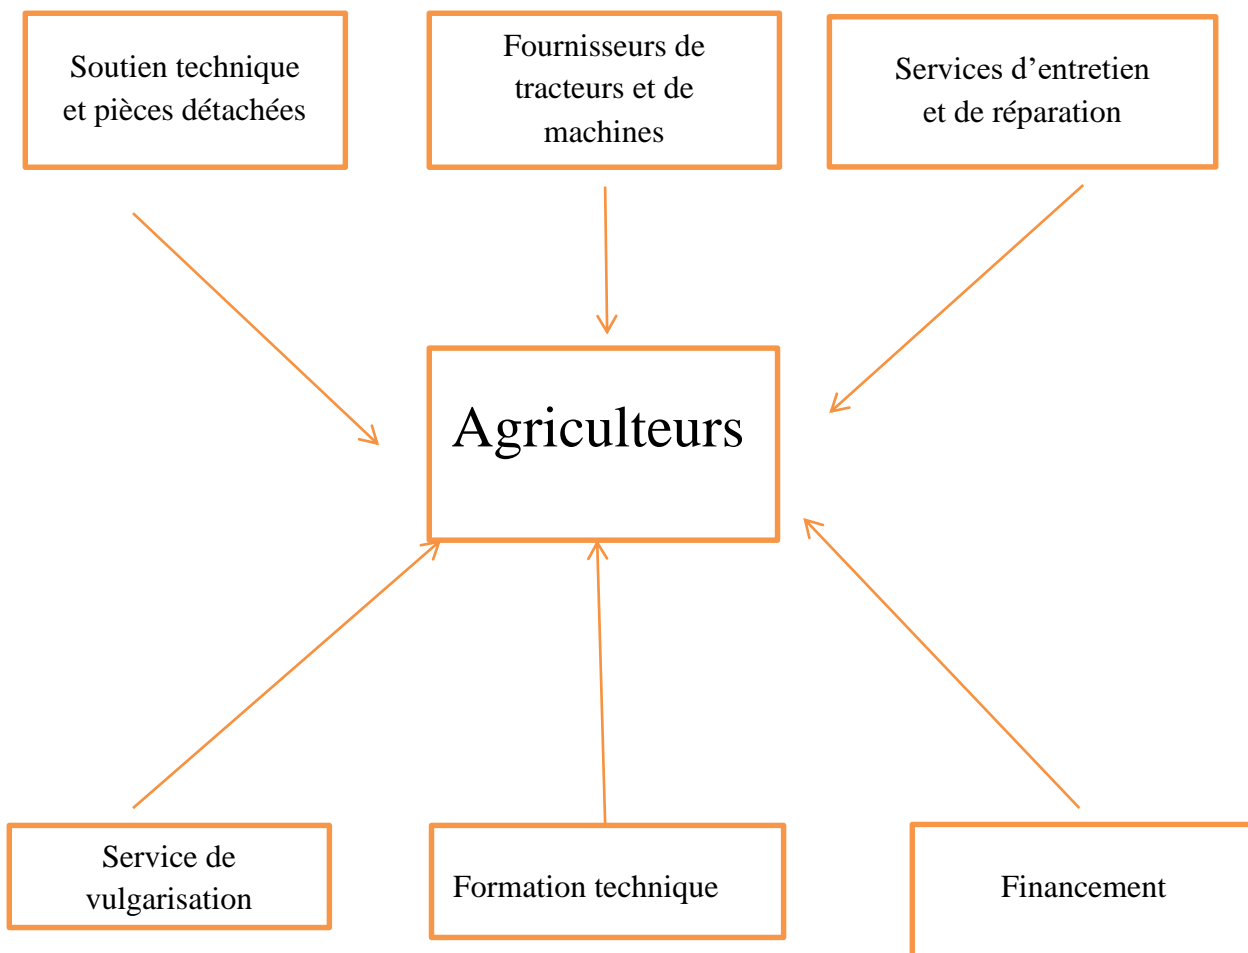 Soutien technique
et pièces détachées
Fournisseurs de
tracteurs et de
machines
Services d’entretien
et de réparation
Agriculteurs
Service de
vulgarisation
Formation technique
Financement